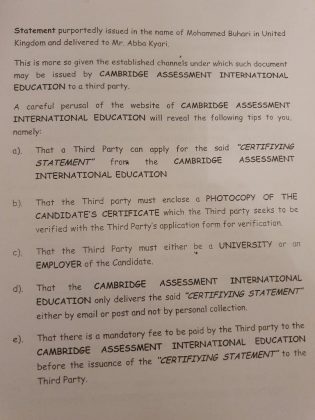 Statement purportedly issued in the name of Mohammed Buhari in United
Kingdom and delivered to Mr. Abba Kyari.
This is more so given the established channels under which such document
may be issued by CAMBRIDGE ASSESSMENT INTERNATIONAL
EDUCATION to a third party.
A careful perusal of the website of CAMBRIDGE ASSESSMENT
INTERNATIONAL EDUCATION will reveal the following tips to you,
namely:
a). That a Third Party can apply for the said "CERTIFIYING
STATEMENT" from the CAMBRIDGE ASSESSMENT
INTERNATIONAL EDUCATION
b). That the Third party must enclose a PHOTOCOPY OF THE
CANDIDATE'S CERTIFICATE which the Third party seeks to be
verified with the Third Party's application form for verification.
c). That the Third Party must either be a UNIVERSITY or an
EMPLOYER of the Candidate.
d). That the CAMBRIDGE ASSESSMENT INTERNATIONAL
EDUCATION only delivers the said "CERTIFIYING STATEMENT"
either by email or post and not by personal collection.
e). That there is a mandatory fee to be paid by the Third party to the
CAMBRIDGE ASSESSMENT INTERNATIONAL EDUCATION
before the issuance of the "CERTIFIYING STATEMENT" to the
Third Party.